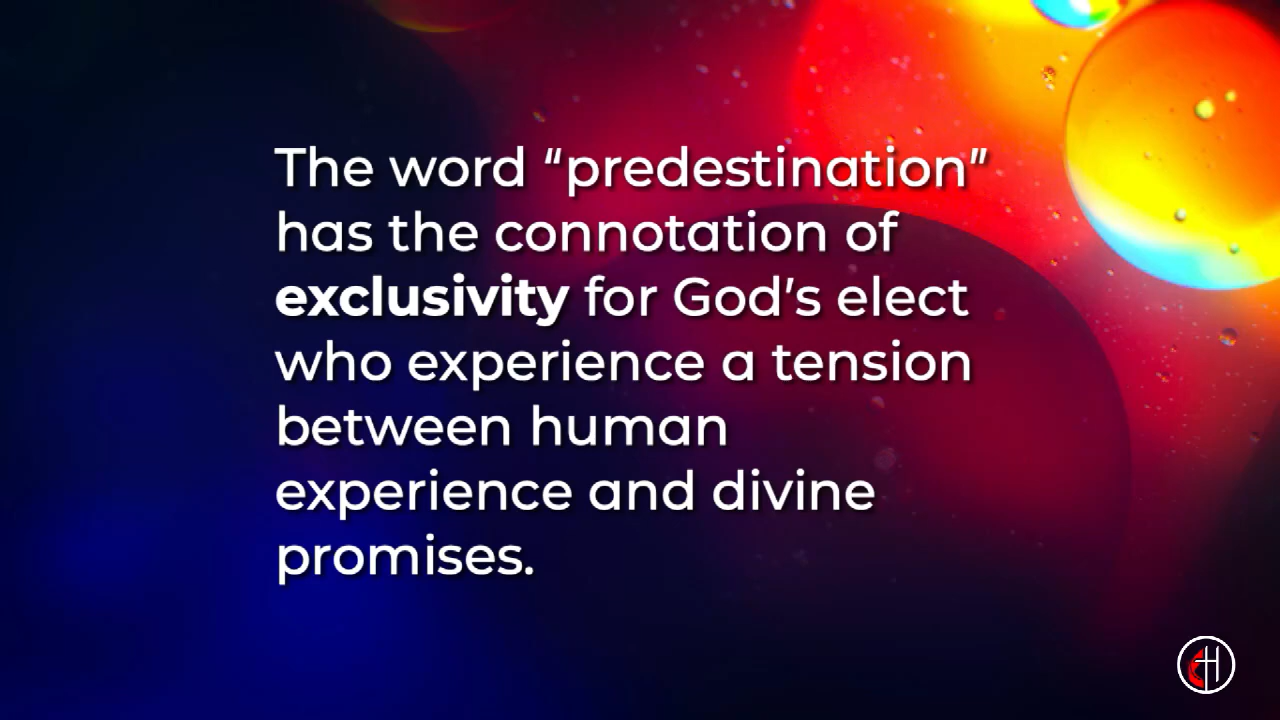 The word “predestination”
has the connotation of
exclusivity for God's elect
who experience a tension
between human
experience and divine
promises.